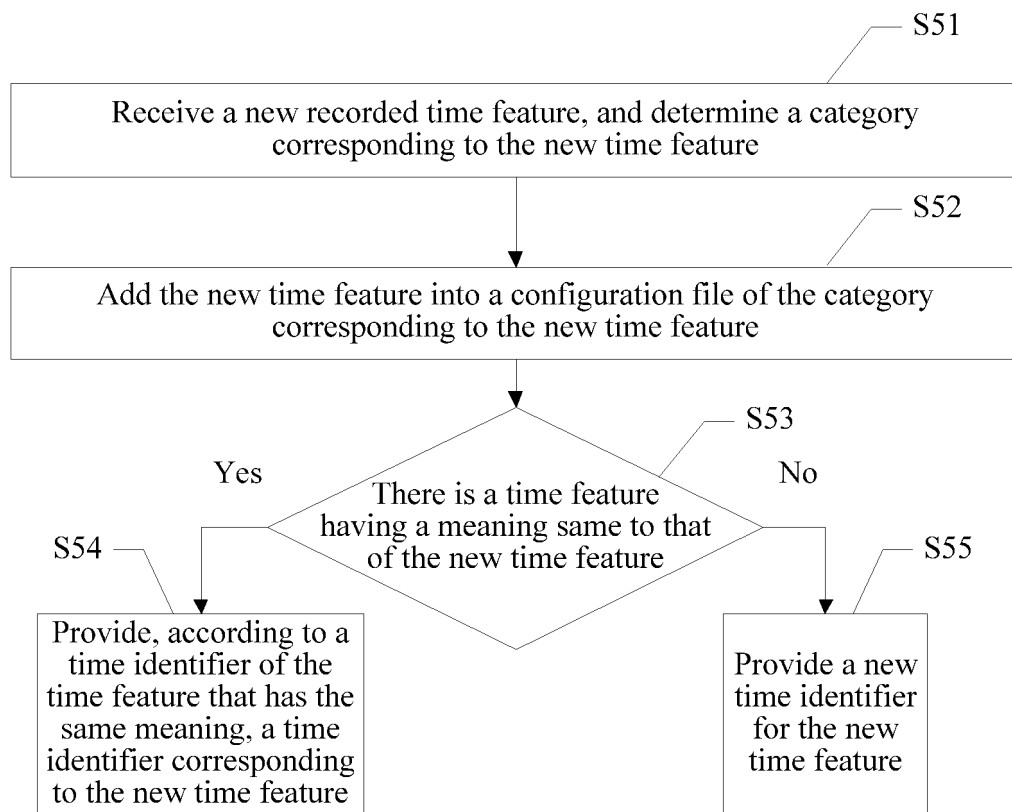 S51
Receive a new recorded time feature, and determine a category
corresponding to the new time feature
S52
Add the new time feature into a configuration file of the category
corresponding to the new time feature
S53
Yes
No
There is a time feature
having a meaning same to that
of the new time feature
S54
S55
Provide, according to a
time identifier of the
time feature that has the
same meaning, a time
identifier corresponding
to the new time feature
Provide a new
time identifier
for the new
time feature